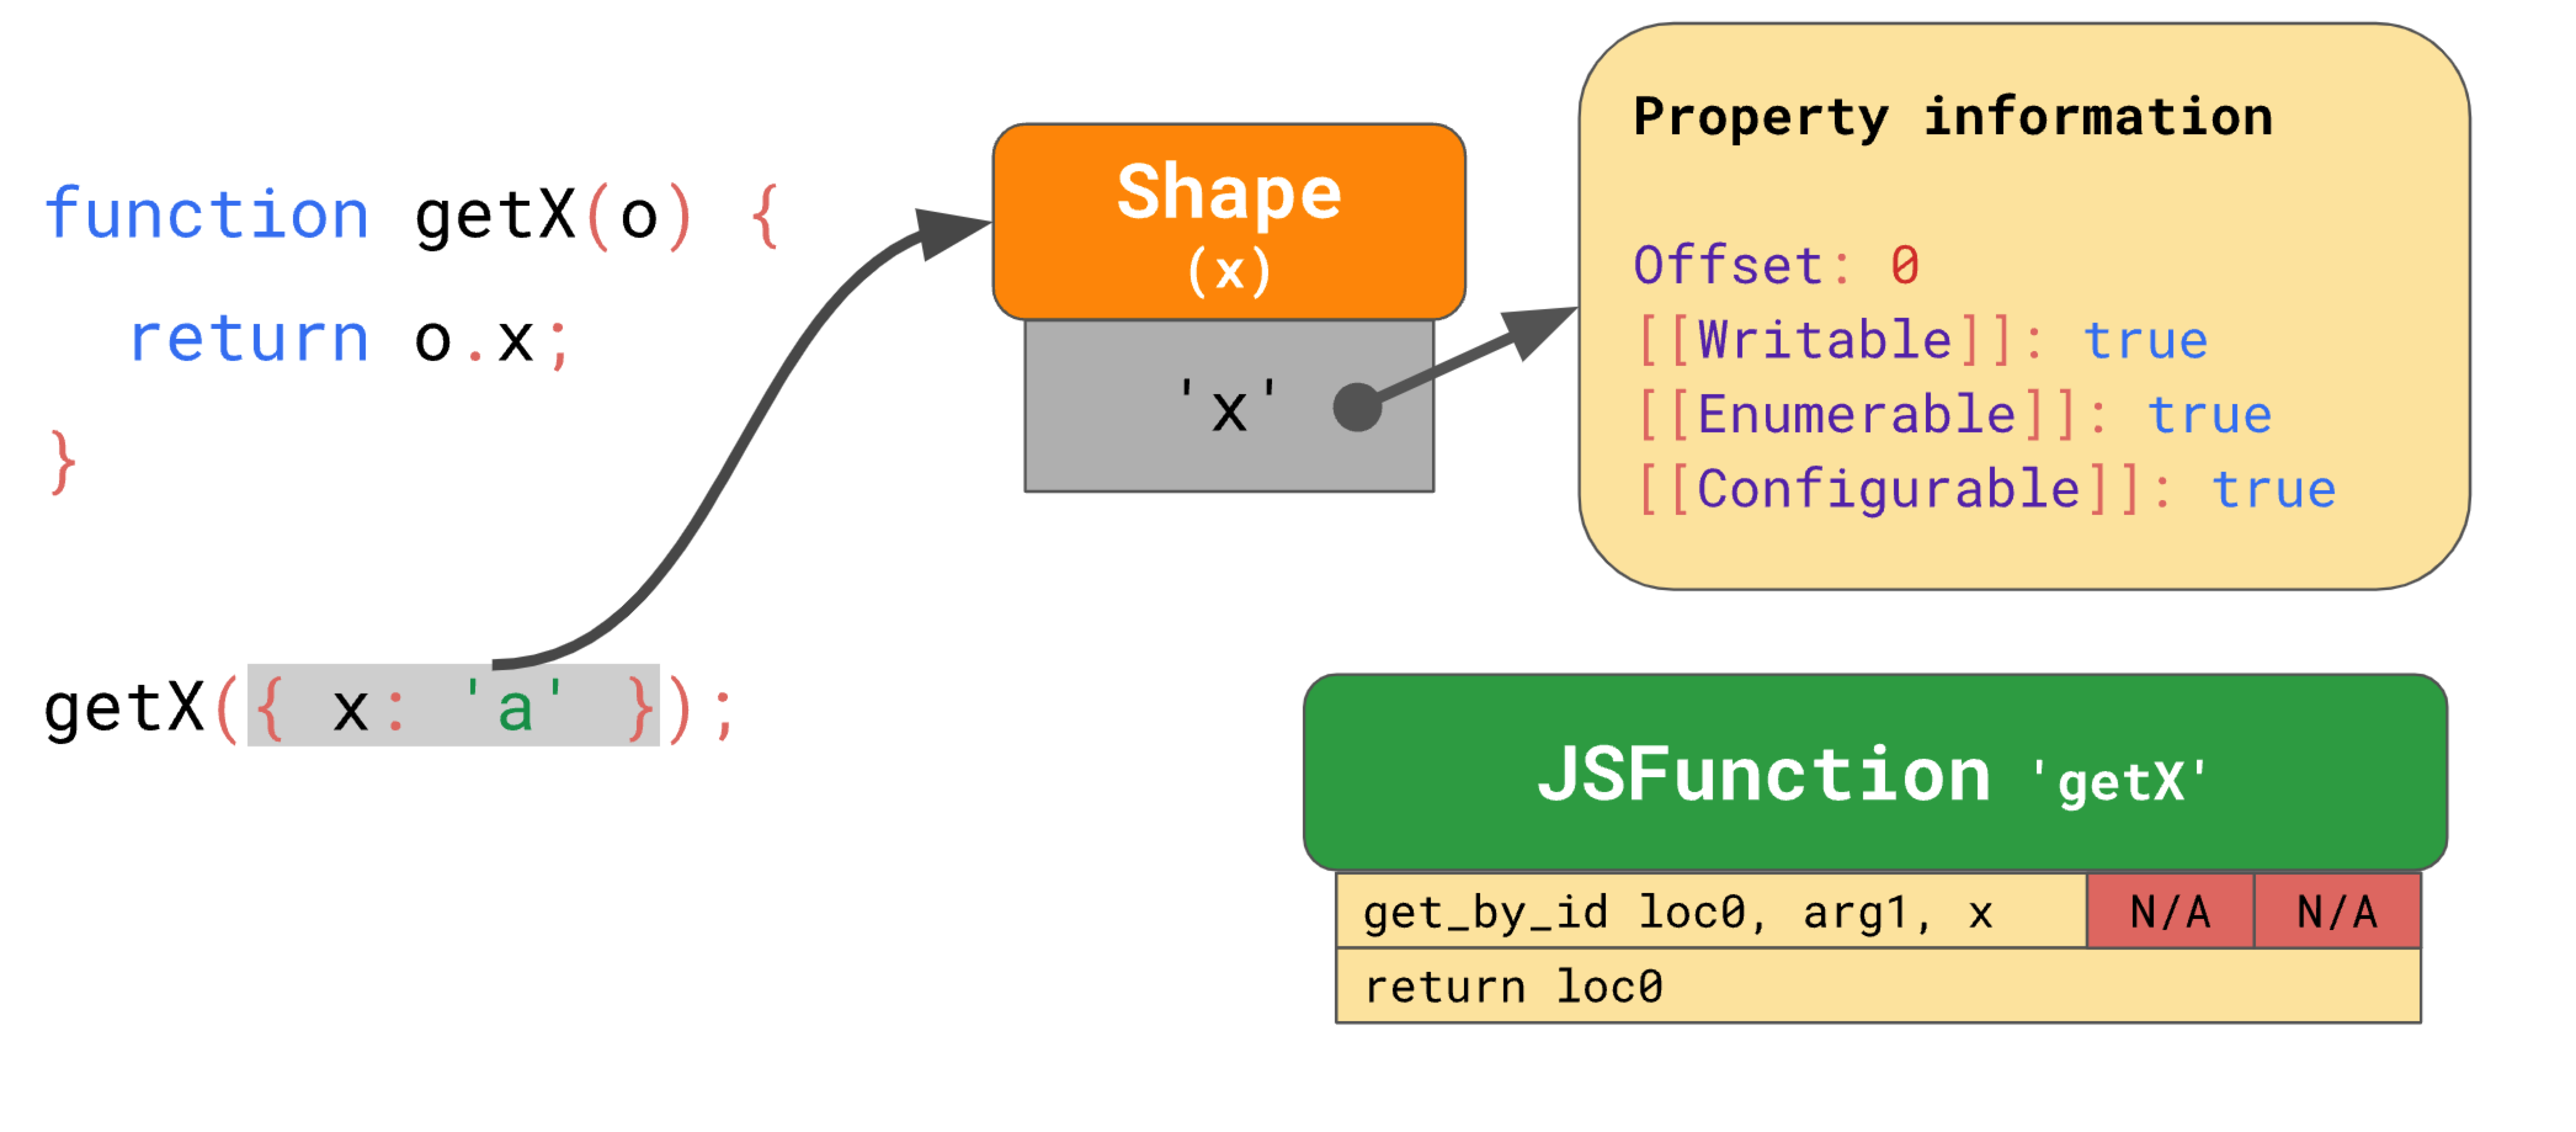 function getX(o) {
  return o.x;
}
getX({ x: 'a' });
Shape
(x)
'x'
Property information
Offset: 0
[[Writable]]: true
[[Enumerable]]: true
[[Configurable]]: true
JSFunction 'getX'
get_by_id loc0, arg1, x N/A N/A
return loc0